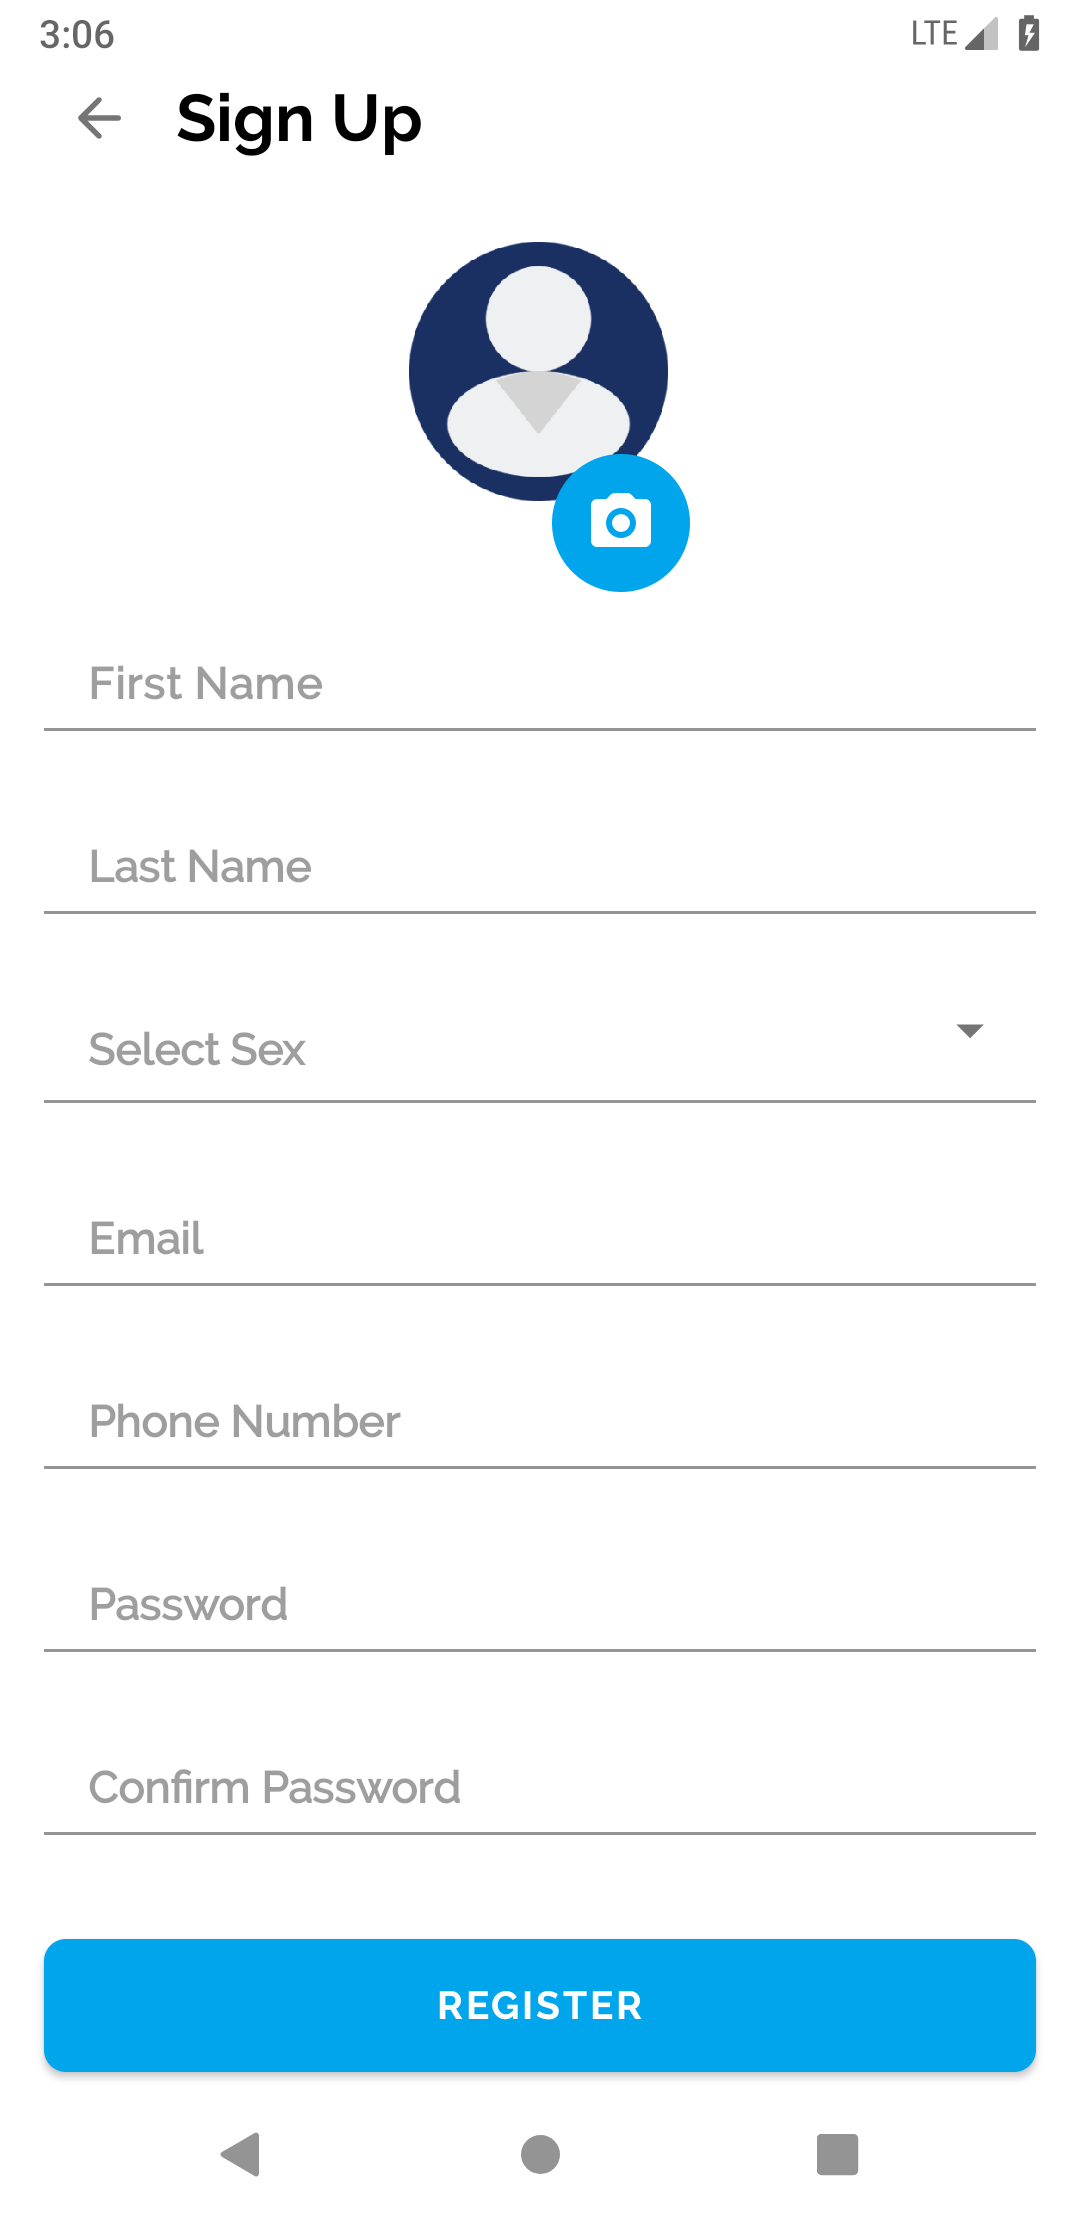 3:06
LTE
Sign Up
First Name
Last Name
Select Sex
Email
Phone Number
Password
Confirm Password
REGISTER